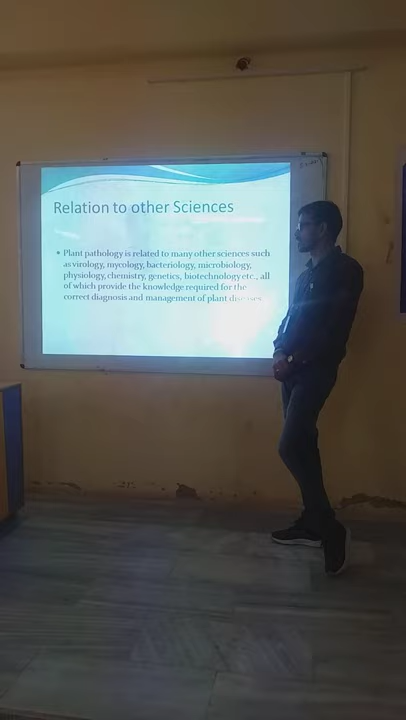 Relation to other Sciences
• Plant pathology is related to many other sciences such
as virology, mycology, bacteriology, microbiology,
physiology, chemistry, genetics, biotechnology etc., all
of which provide the knowledge required for the
correct diagnosis and management of plant diseases